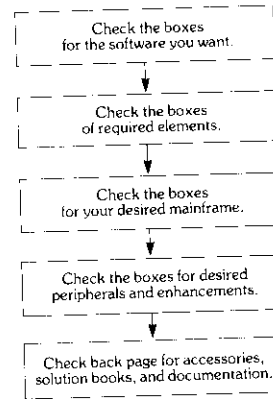 Check the boxes
for the software you want.
Check the boxes
of required elements.
Check the boxes
for your desired mainframe.
Check the boxes for desired
peripherals and enhancements.
Check back page for accessories,
solution books, and documentation.